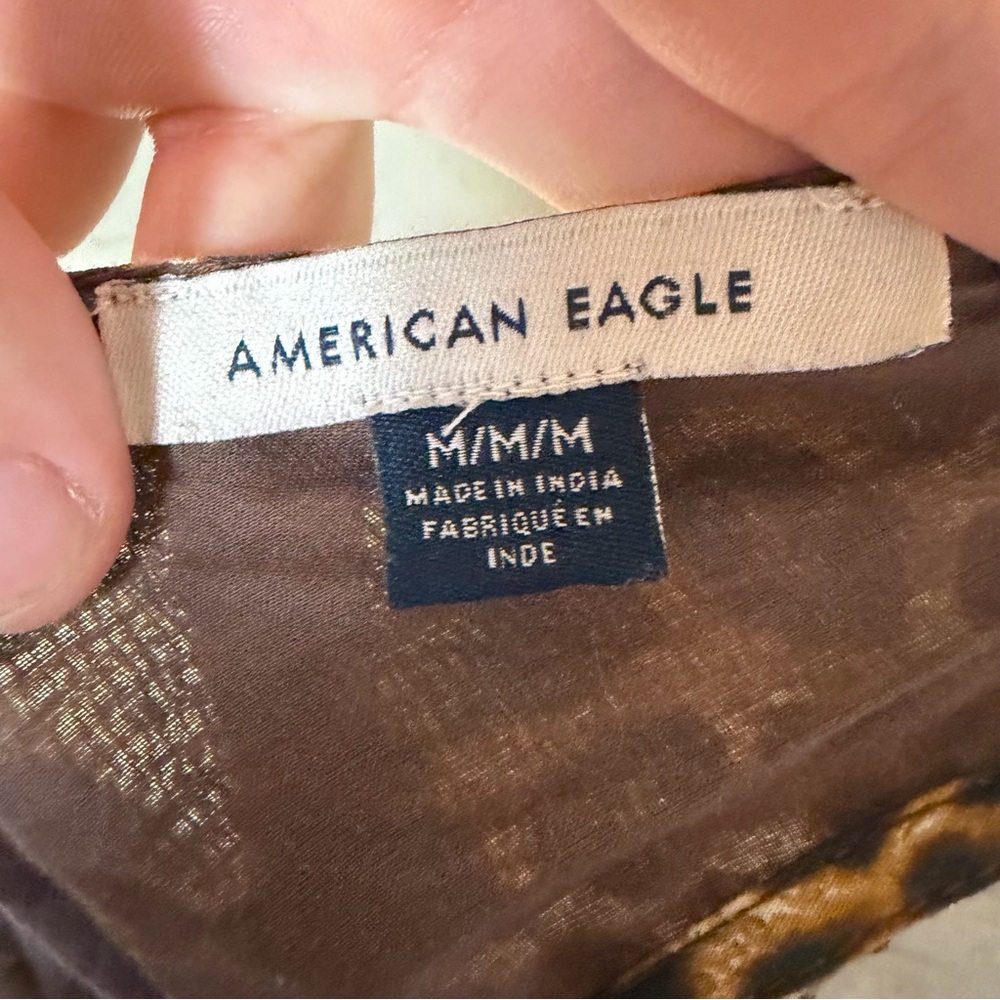 AMERICAN EAGLE
M/M/M
MADE IN INDIA
FABRIQUÉ EN
INDE